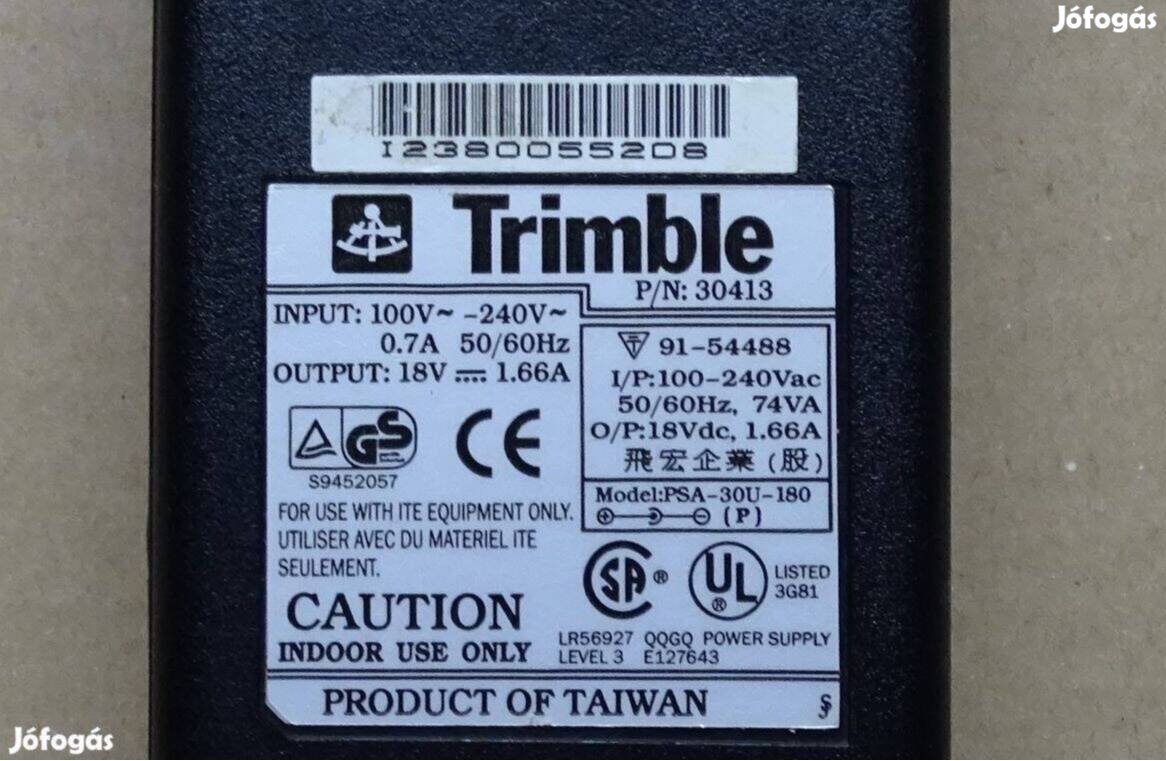 Jófogás
I2380055208
Trimble
P/N: 30413
INPUT: 100V~ -240V~
0.7A 50/60Hz
OUTPUT: 18V ⎓ 1.66A
91-54488
I/P:100-240Vac
50/60Hz, 74VA
O/P:18Vdc, 1.66A
飛宏企業(股)
Model:PSA-30U-180
(P)
GS
CE
S9452057
FOR USE WITH ITE EQUIPMENT ONLY.
UTILISER AVEC DU MATERIEL ITE
SEULEMENT.
CAUTION
INDOOR USE ONLY
SA®
UL®
LISTED
3G81
LR56927 QQGQ POWER SUPPLY
LEVEL 3 E127643
PRODUCT OF TAIWAN
Jófogás